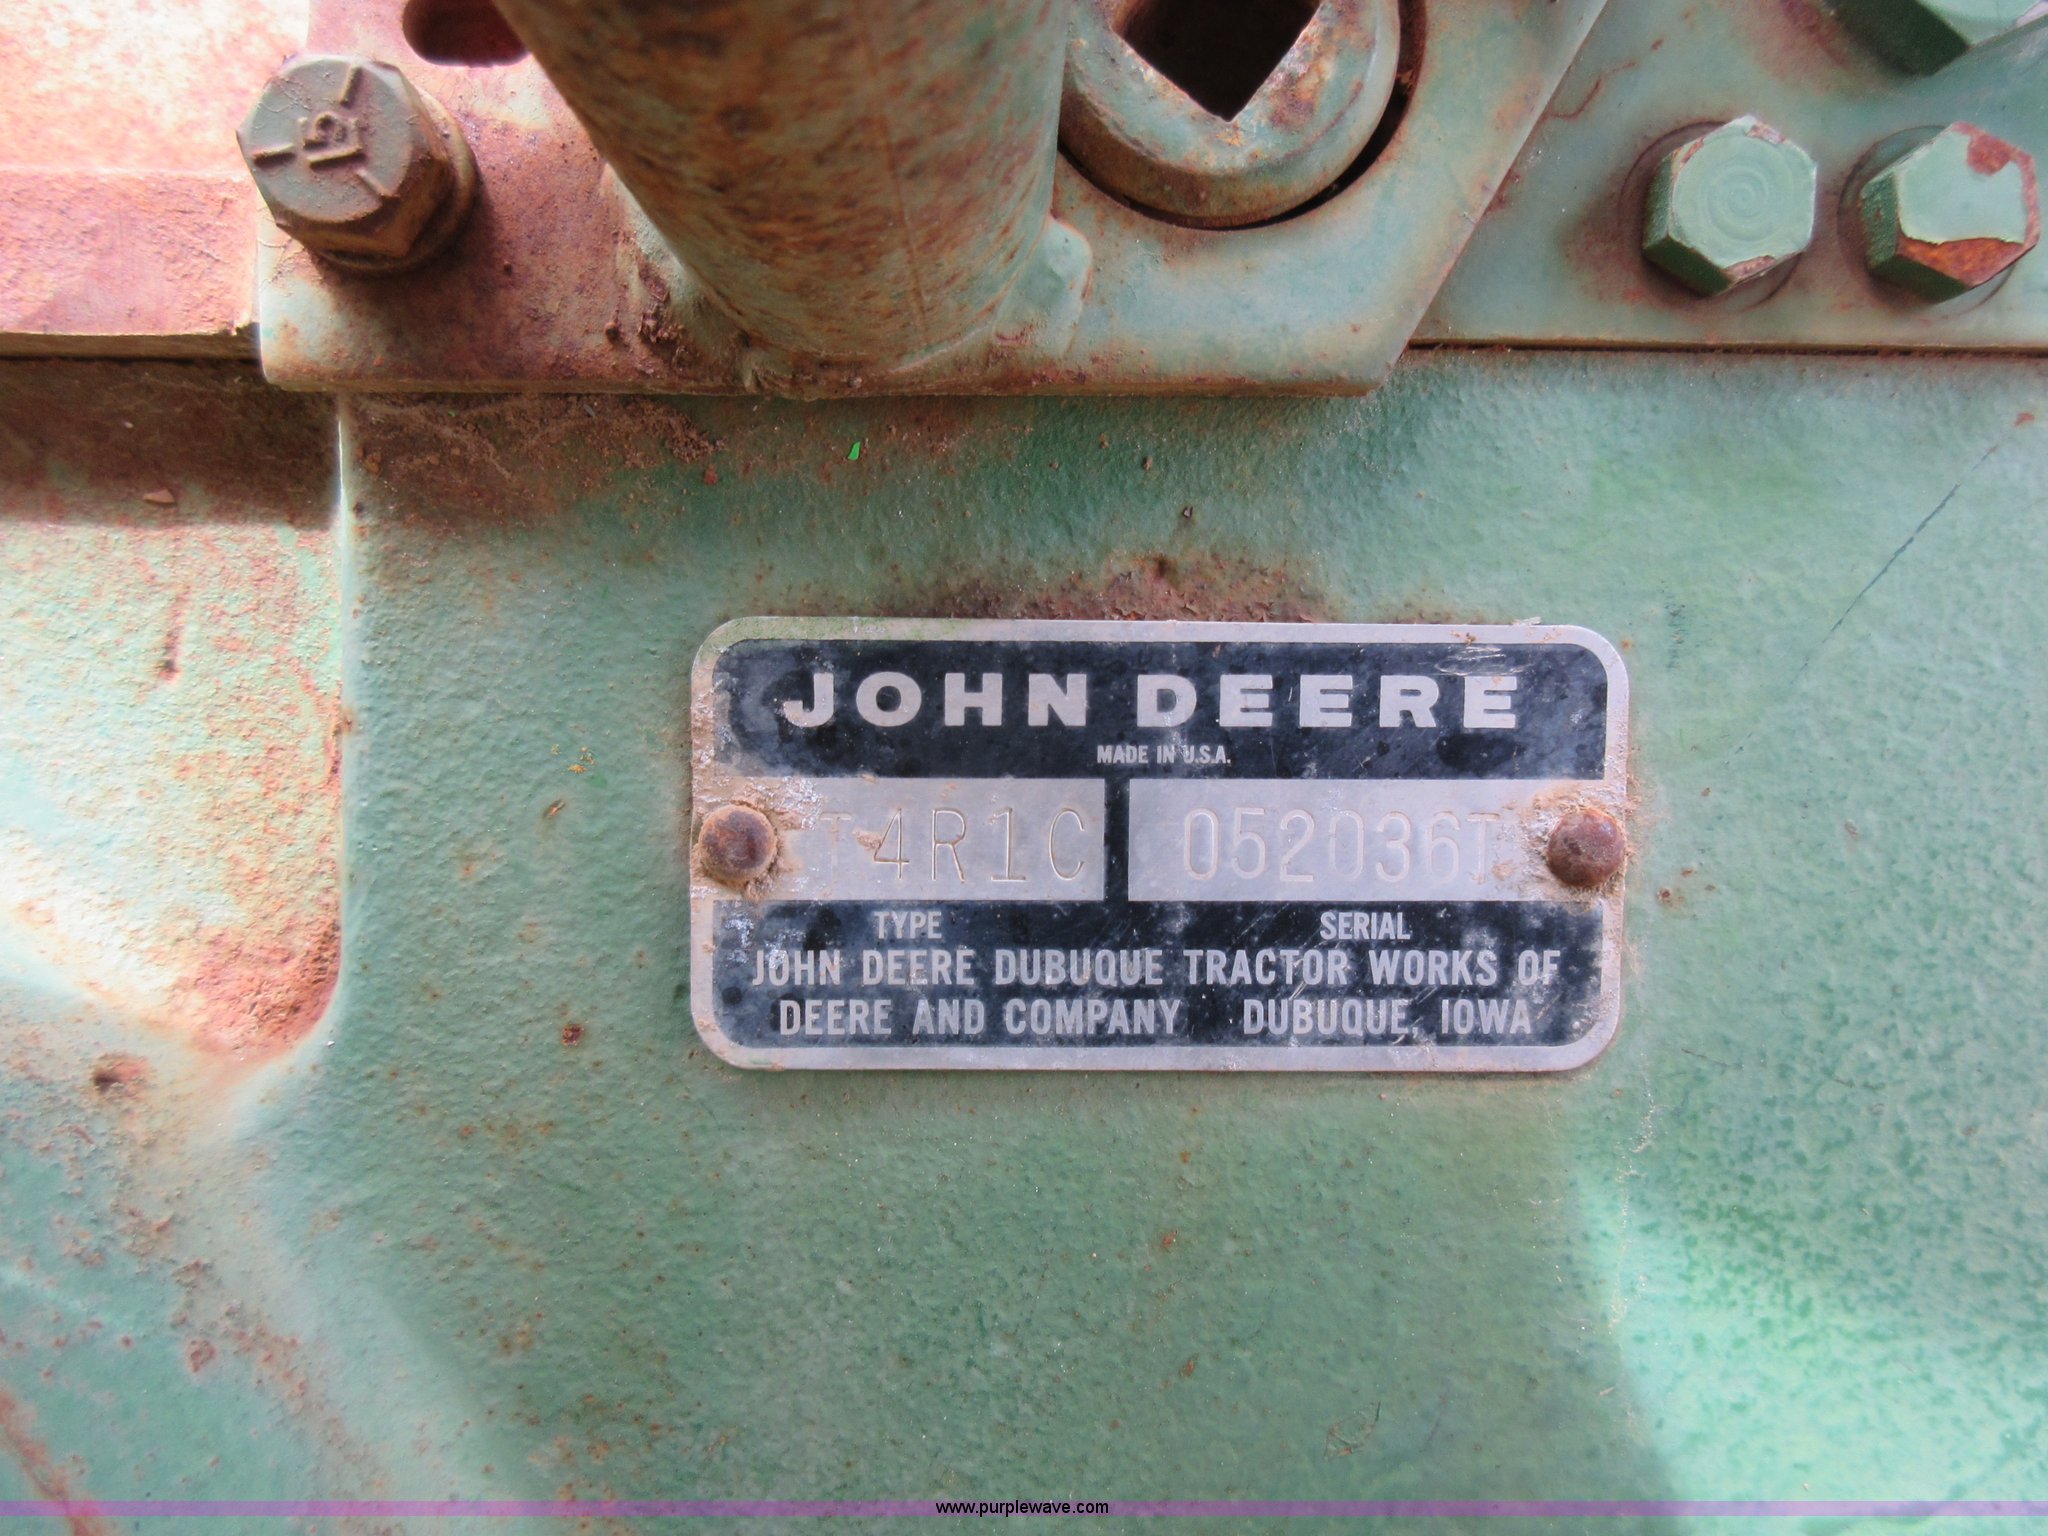 JOHN DEERE
MADE IN U.S.A.
T4R1C 052036T
TYPE SERIAL
JOHN DEERE DUBUQUE TRACTOR WORKS OF
DEERE AND COMPANY DUBUQUE, IOWA
www.purplewave.com